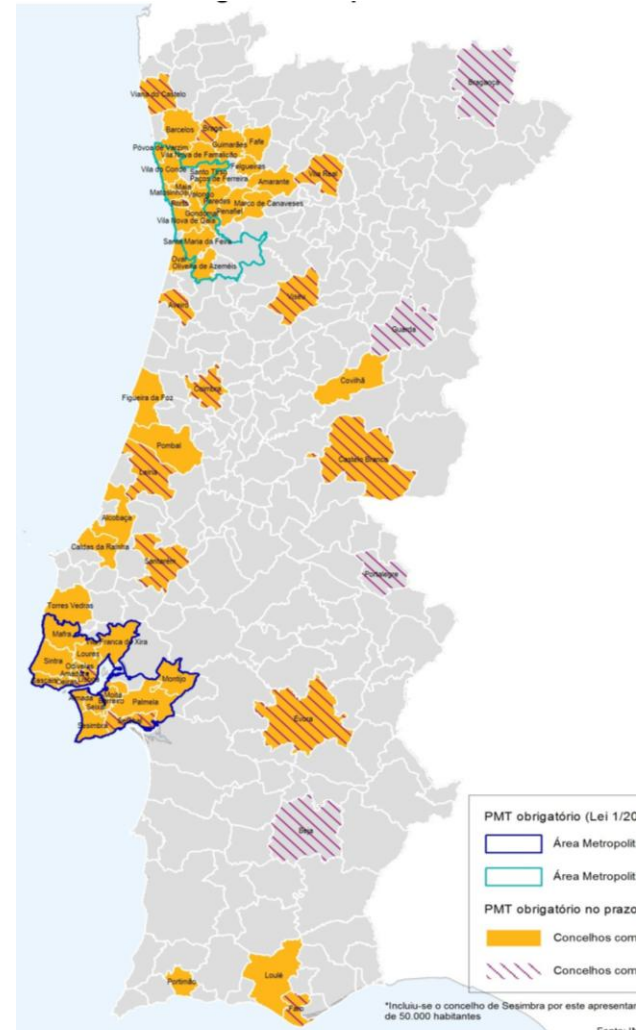 Bragança
Viana do Castelo
Barcelos
Braga
Fafe
Guimarães
Póvoa de Varzim
Vila Nova de Famalicão
Felgueiras
Vila Real
Vila do Conde
Santo Tirso
Paços de Ferreira
Amarante
Maia
Matosinhos
Valongo
Paredes
Marco de Canaveses
Porto
Penafiel
Gondomar
Vila Nova de Gaia
Santa Maria da Feira
Ovar
Oliveira de Azeméis
Viseu
Aveiro
Guarda
Covilhã
Coimbra
Figueira da Foz
Pombal
Castelo Branco
Leiria
Alcobaça
Caldas da Rainha
Santarém
Portalegre
Torres Vedras
Mafra
Franca de Xira
Loures
Sintra
Odivelas
Amadora
Montijo
Moita
Almada
Palmela
Seixal
Sesimbra
Évora
Beja
Loulé
Portimão
Faro
PMT obrigatório (Lei 1/20
Área Metropolit
Área Metropolit
PMT obrigatório no prazo
Concelhos com
Concelhos com
*Incluiu-se o concelho de Sesimbra por este apresentar
de 50.000 habitantes